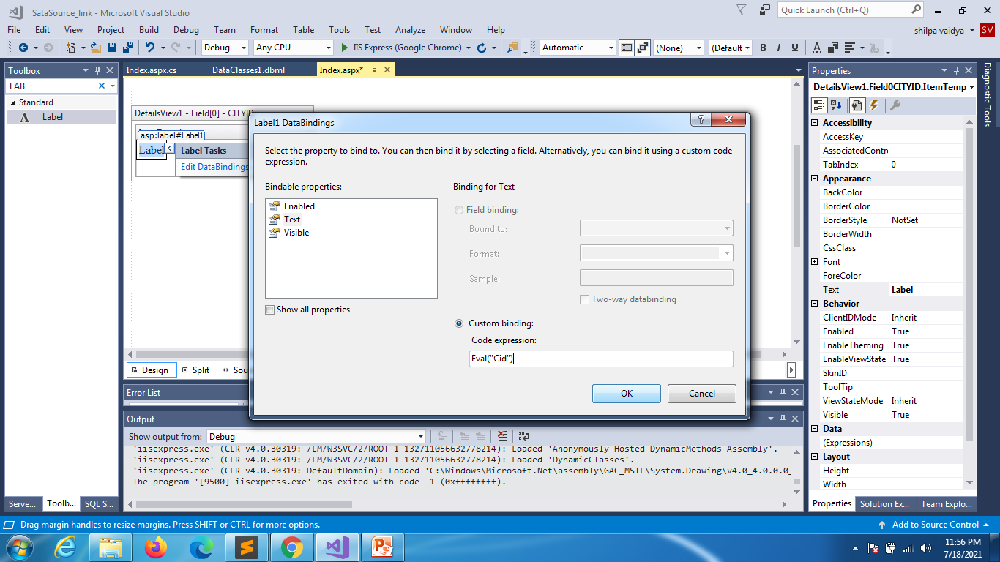 SataSource_link - Microsoft Visual Studio
Quick Launch (Ctrl+Q)
File Edit View Project Build Debug Team Format Table Tools Test Analyze Window Help
shilpa vaidya SV
Debug Any CPU IIS Express (Google Chrome) Automatic (None) (Default B I U A
Toolbox
LAB
Standard
A Label
Index.aspx.cs DataClasses1.dbml Index.aspx*
DetailsView1 - Field[0] - CITYID
asp:label#Label1
Label
Label Tasks
Edit DataBindings
Label1 DataBindings
Select the property to bind to. You can then bind it by selecting a field. Alternatively, you can bind it using a custom code
expression.
Bindable properties:
Enabled
Text
Visible
Show all properties
Binding for Text
Field binding:
Bound to:
Format:
Sample:
Two-way databinding
Custom binding:
Code expression:
Eval("Cid")
OK Cancel
Design Split Sou
Error List
Output
Show output from: Debug
'iisexpress.exe' (CLR v4.0.30319: /LM/W3SVC/2/ROOT-1-132711056632778214): Loaded 'Anonymously Hosted DynamicMethods Assembly'.
'iisexpress.exe' (CLR v4.0.30319: /LM/W3SVC/2/ROOT-1-132711056632778214): Loaded 'DynamicClasses'.
'iisexpress.exe' (CLR v4.0.30319: DefaultDomain): Loaded 'C:\Windows\Microsoft.Net\assembly\GAC_MSIL\System.Drawing\v4.0_4.0.0.0_
The program '[9500] iisexpress.exe' has exited with code -1 (0xffffffff).
Serve... Toolb... SQL S...
Properties
DetailsView1.Field0CITYID.ItemTemp
Accessibility
AccessKey
AssociatedContro
TabIndex 0
Appearance
BackColor
BorderColor
BorderStyle NotSet
BorderWidth
CssClass
Font
ForeColor
Text Label
Behavior
ClientIDMode Inherit
Enabled True
EnableTheming True
EnableViewState True
SkinID
ToolTip
ViewStateMode Inherit
Visible True
Data
(Expressions)
Layout
Height
Width
Properties Solution Ex... Team Explo...
Diagnostic Tools
Drag margin handles to resize margins. Press SHIFT or CTRL for more options.
Add to Source Control
11:56 PM
7/18/2021